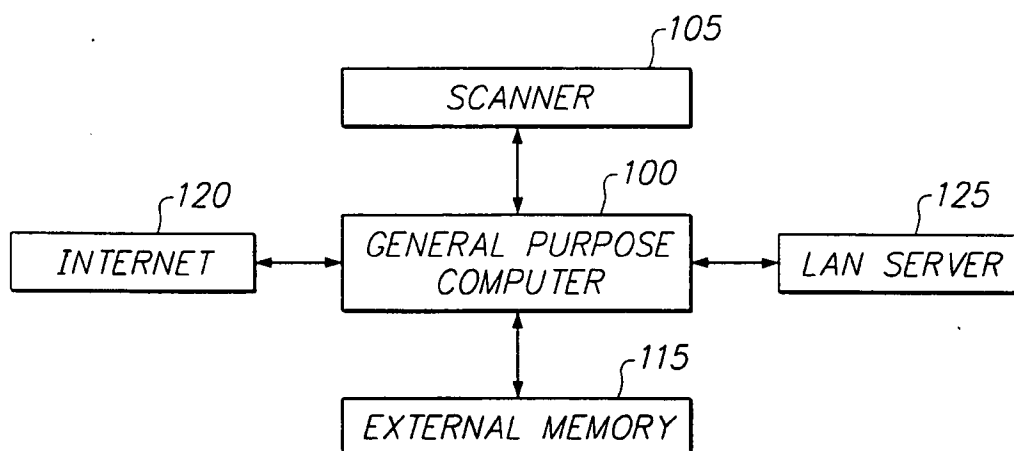 105
SCANNER
100
120
125
GENERAL PURPOSE
COMPUTER
INTERNET
LAN SERVER
115
EXTERNAL MEMORY